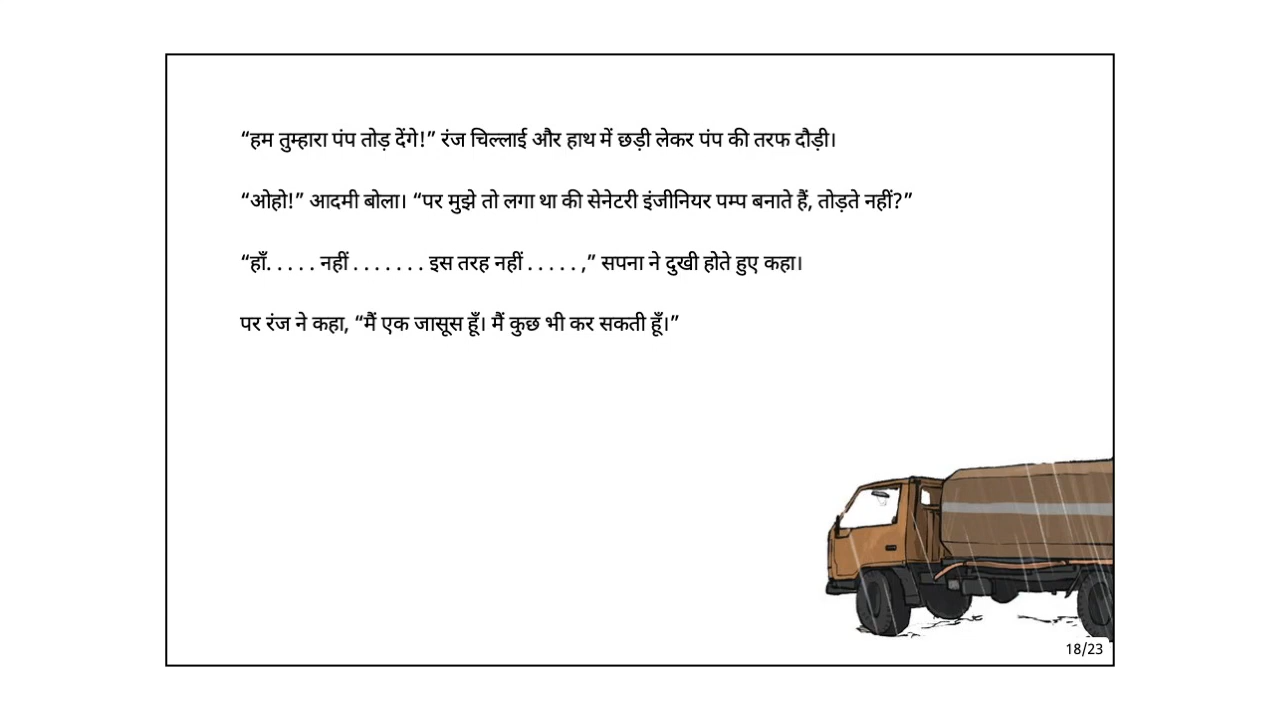 “हम तुम्हारा पंप तोड़ देंगे!” रंज चिल्लाई और हाथ में छड़ी लेकर पंप की तरफ दौड़ी।
“ओहो!” आदमी बोला। “पर मुझे तो लगा था की सेनेटरी इंजीनियर पम्प बनाते हैं, तोड़ते नहीं?”
“हाँ. . . . . नहीं . . . . . . . इस तरह नहीं . . . . . ,” सपना ने दुखी होते हुए कहा।
पर रंज ने कहा, “मैं एक जासूस हूँ। मैं कुछ भी कर सकती हूँ।”
18/23